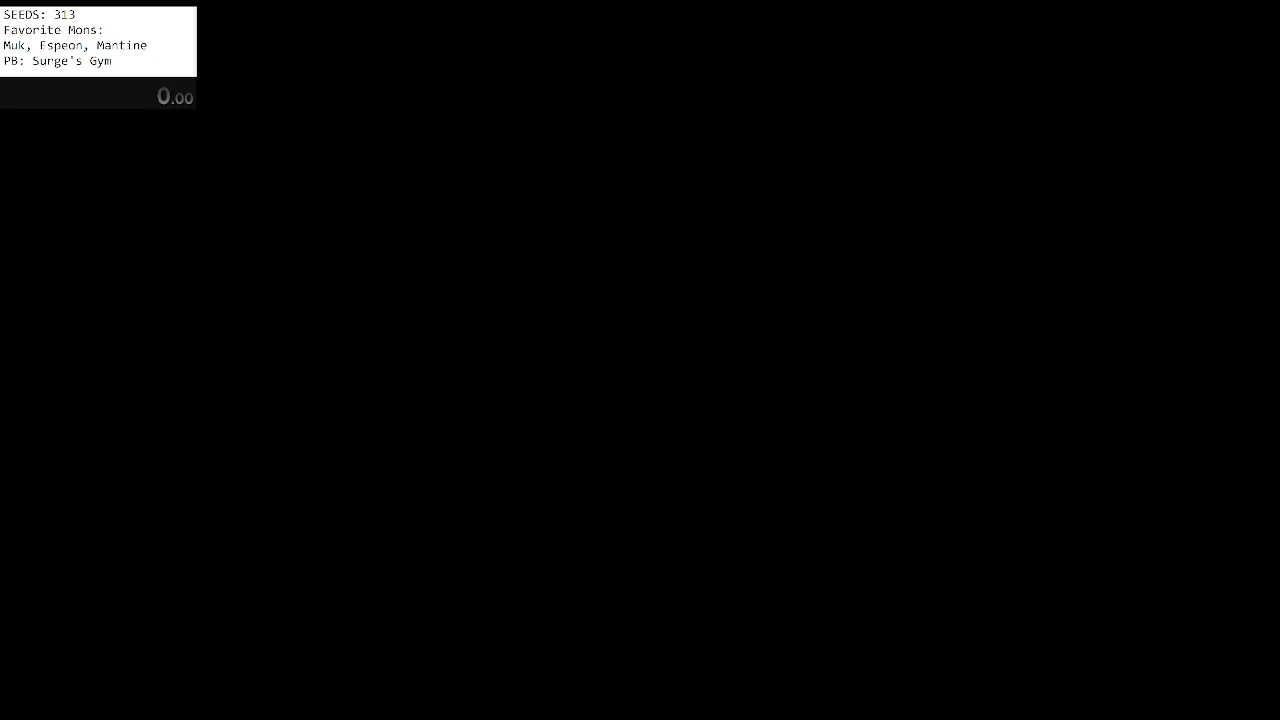 SEEDS: 313
Favorite Mons:
Muk, Espeon, Mantine
PB: Surge's Gym
0.00